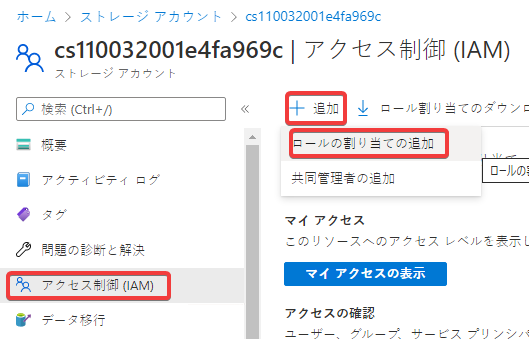 ホーム > ストレージ アカウント > cs110032001e4fa969c
cs110032001e4fa969c | アクセス制御 (IAM)
ストレージ アカウント
検索 (Ctrl+/)
«
概要
アクティビティ ログ
タグ
問題の診断と解決
アクセス制御 (IAM)
データ移行
+ 追加
ロール割り当てのダウンロ
ロールの割り当ての追加
共同管理者の追加
ロールの割
マイ アクセス
このリソースへのアクセス レベルを表示し
マイ アクセスの表示
アクセスの確認
ユーザー、グループ、サービス プリンシパ